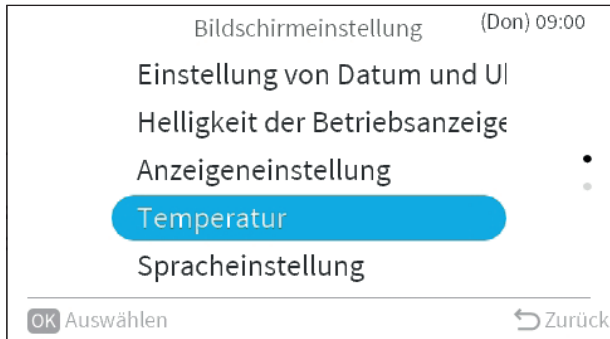 Bildschirmeinstellung (Don) 09:00
Einstellung von Datum und Ul
Helligkeit der Betriebsanzeige
Anzeigeneinstellung
Temperatur
Spracheinstellung
OK Auswählen Zurück